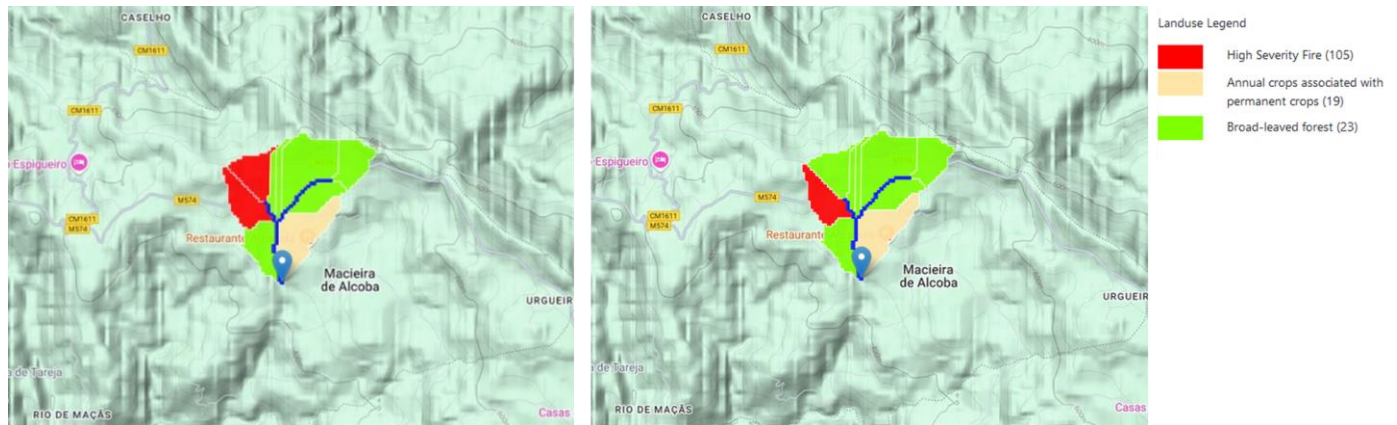 CASELHO
CM1611
CM1611
Espigueiro
M574
CM1611
M574
Restaurante
Macieira
de Alcoba
URGUEIR
a de Tareja
RIO DE MAÇÃS
Casas
CASELHO
CM1611
CM1611
Espigueiro
M574
CM1611
M574
Restaurante
Macieira
de Alcoba
URGUEIR
a de Tareja
RIO DE MAÇÃS
Casas
Landuse Legend
High Severity Fire (105)
Annual crops associated with
permanent crops (19)
Broad-leaved forest (23)